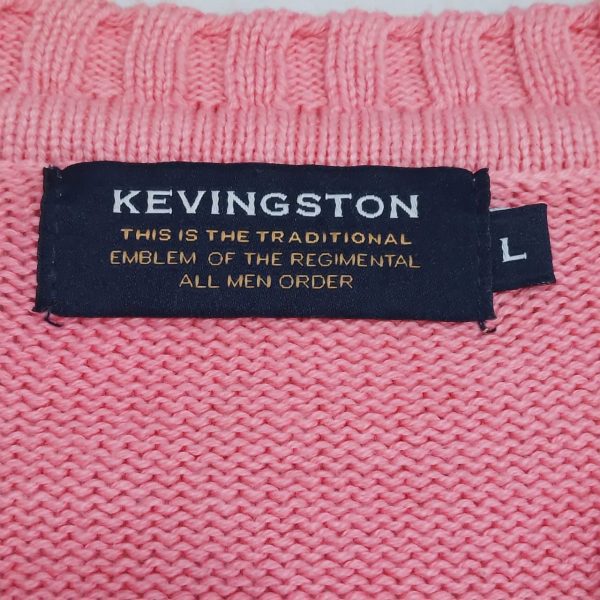 KEVINGSTON
THIS IS THE TRADITIONAL
EMBLEM OF THE REGIMENTAL
ALL MEN ORDER
L